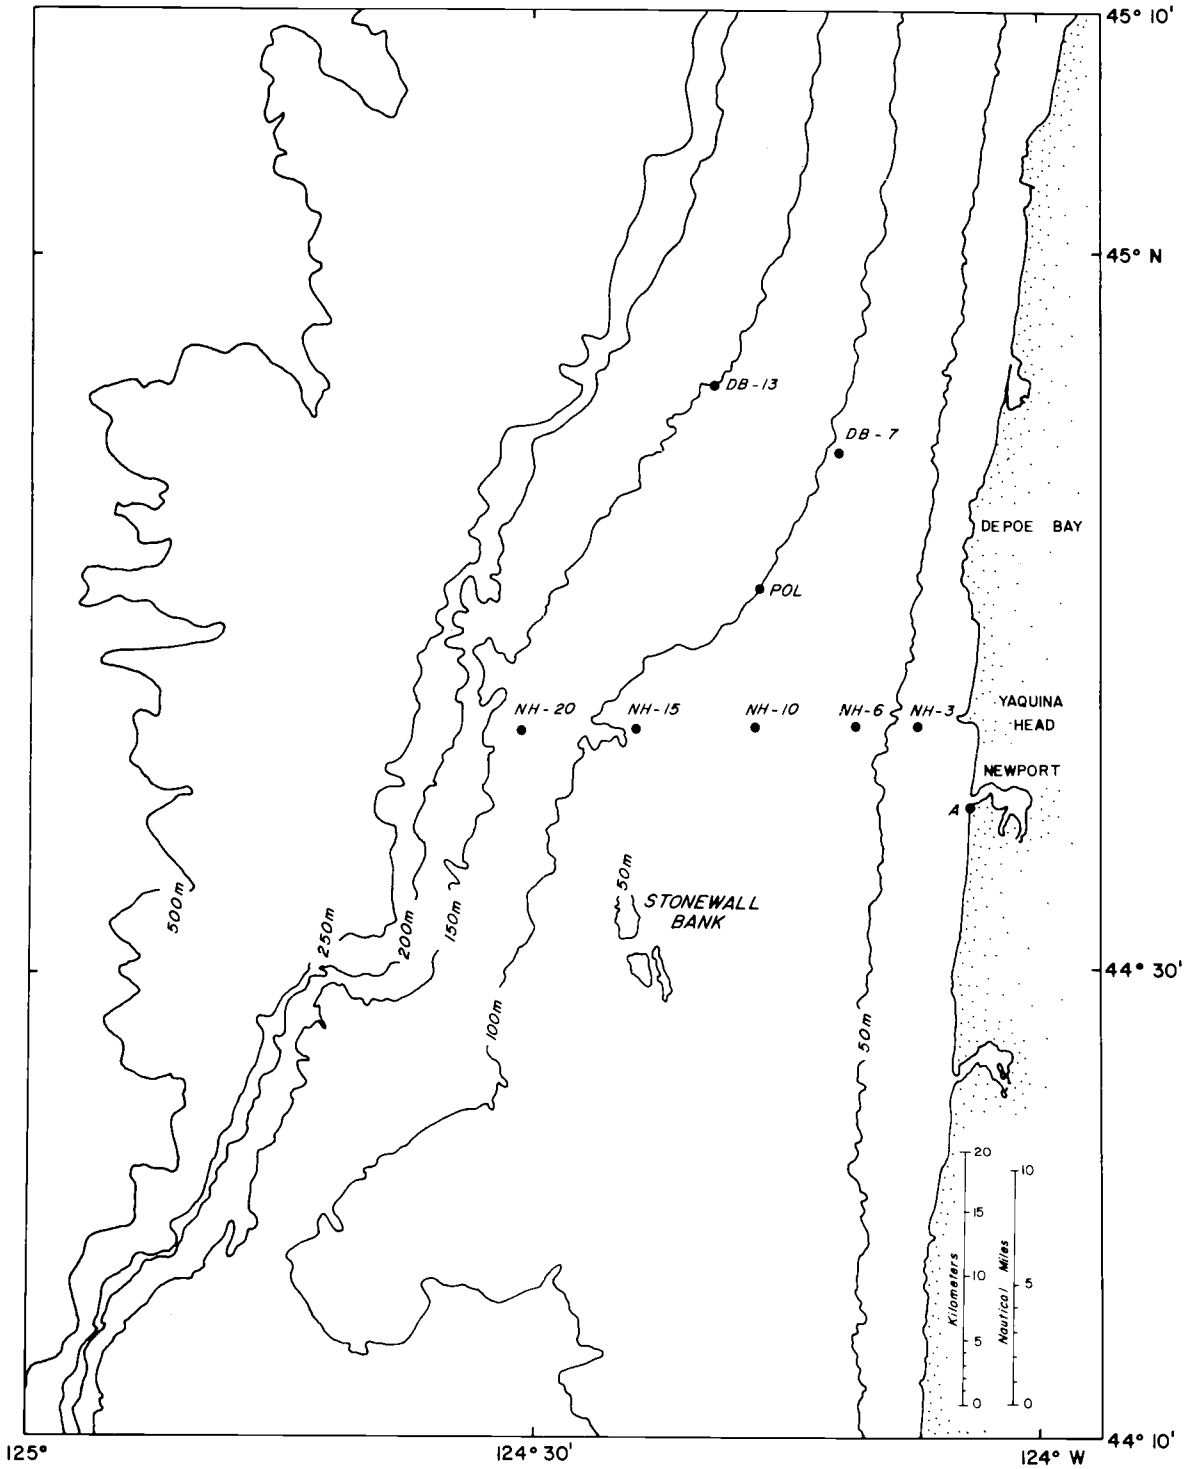 45° 10'
45° N
DB-13
DB-7
DEPOE BAY
POL
NH-20
NH-15
NH-10
NH-6
NH-3
YAQUINA
HEAD
NEWPORT
A
500m
250m
200m
150m
50m
STONEWALL
BANK
44° 30'
100m
50m
20
15
10
5
0
Kilometers
10
5
0
Nautical Miles
44° 10'
125°
124° 30'
124° W